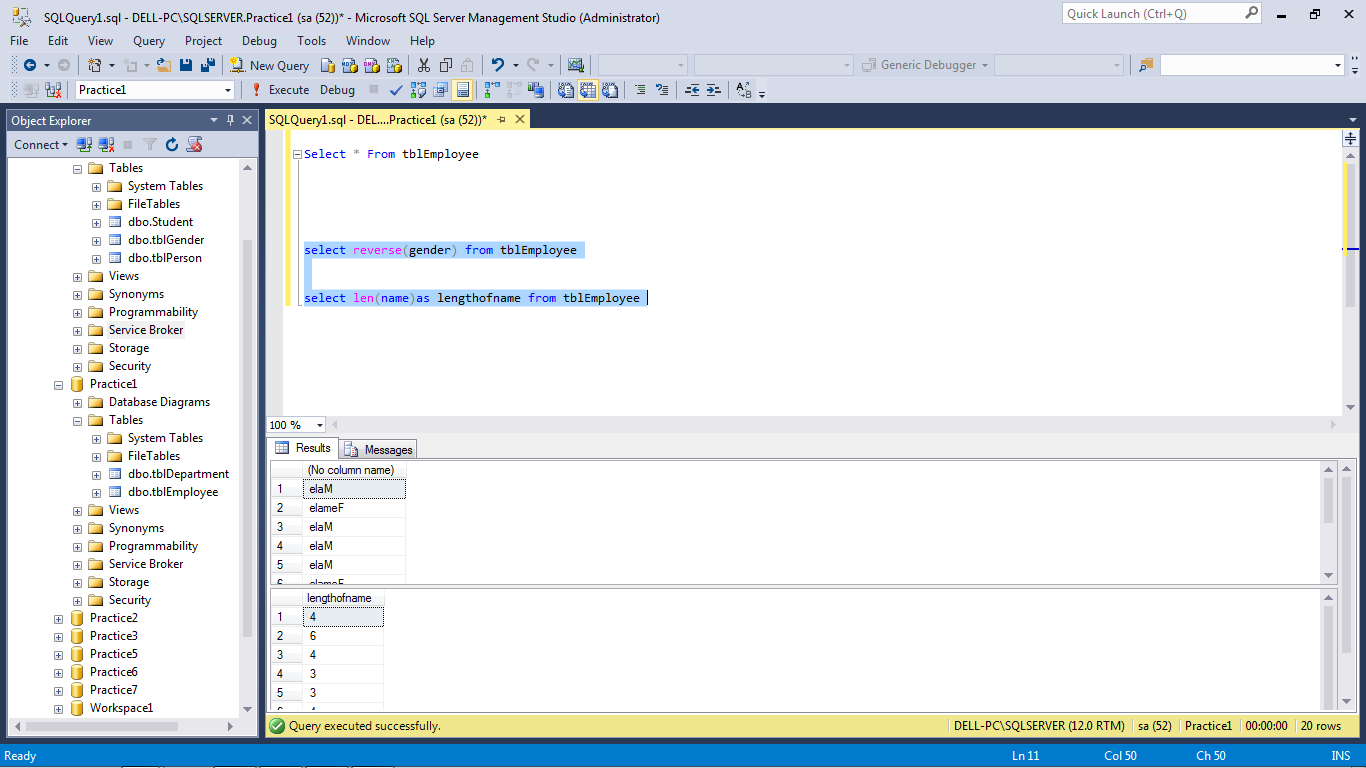 SQLQuery1.sql - DELL-PC\SQLSERVER.Practice1 (sa (52))* - Microsoft SQL Server Management Studio (Administrator)
Quick Launch (Ctrl+Q)
File Edit View Query Project Debug Tools Window Help
New Query
Generic Debugger
Practice1
Execute Debug
Object Explorer
Connect
Tables
System Tables
FileTables
dbo.Student
dbo.tblGender
dbo.tblPerson
Views
Synonyms
Programmability
Service Broker
Storage
Security
Practice1
Database Diagrams
Tables
System Tables
FileTables
dbo.tblDepartment
dbo.tblEmployee
Views
Synonyms
Programmability
Service Broker
Storage
Security
Practice2
Practice3
Practice5
Practice6
Practice7
Workspace1
SQLQuery1.sql - DEL....Practice1 (sa (52))*
Select * From tblEmployee
select reverse(gender) from tblEmployee
select len(name)as lengthofname from tblEmployee
100 %
Results Messages
(No column name)
1 elaM
2 elameF
3 elaM
4 elaM
5 elaM
6 elameF
lengthofname
1 4
2 6
3 4
4 3
5 3
6 4
Query executed successfully.
DELL-PC\SQLSERVER (12.0 RTM) sa (52) Practice1 00:00:00 20 rows
Ready
Ln 11 Col 50 Ch 50 INS